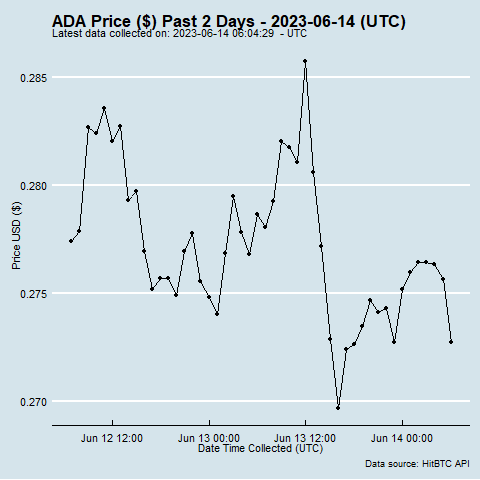 ADA Price ($) Past 2 Days - 2023-06-14 (UTC)
Latest data collected on: 2023-06-14 06:04:29  - UTC
0.285
0.280
0.275
0.270
Price USD ($)
Jun 12 12:00
Jun 13 00:00
Jun 13 12:00
Jun 14 00:00
Date Time Collected (UTC)
Data source: HitBTC API